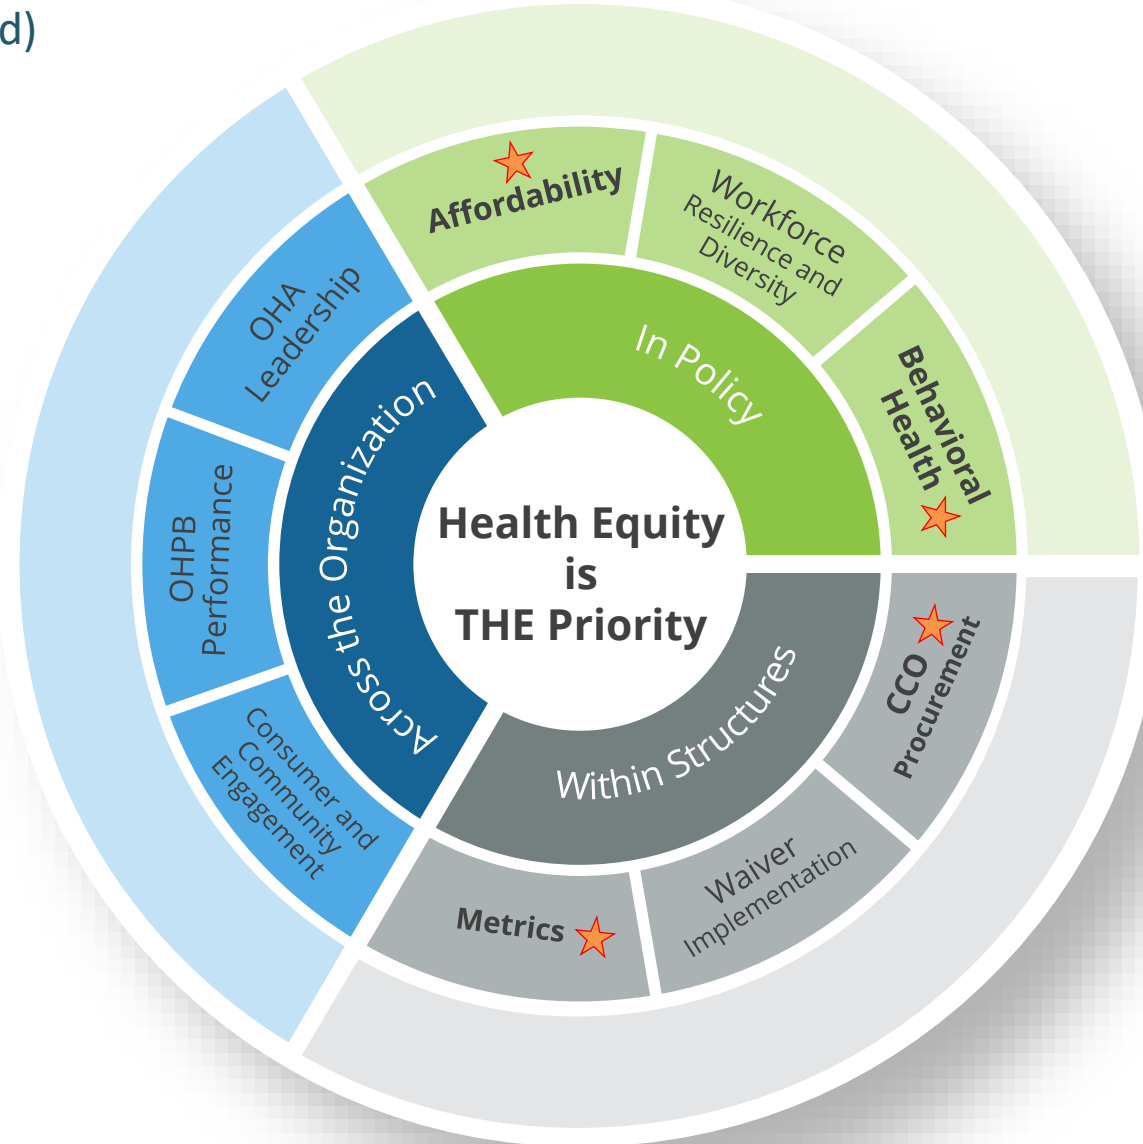 d)
Health Equity
is
THE Priority
In Policy
Affordability
Workforce
Resilience and
Diversity
Behavioral
Health
Within Structures
CCO
Procurement
Waiver
Implementation
Metrics
Across the Organization
Consumer and
Community
Engagement
OHPB
Performance
OHA
Leadership